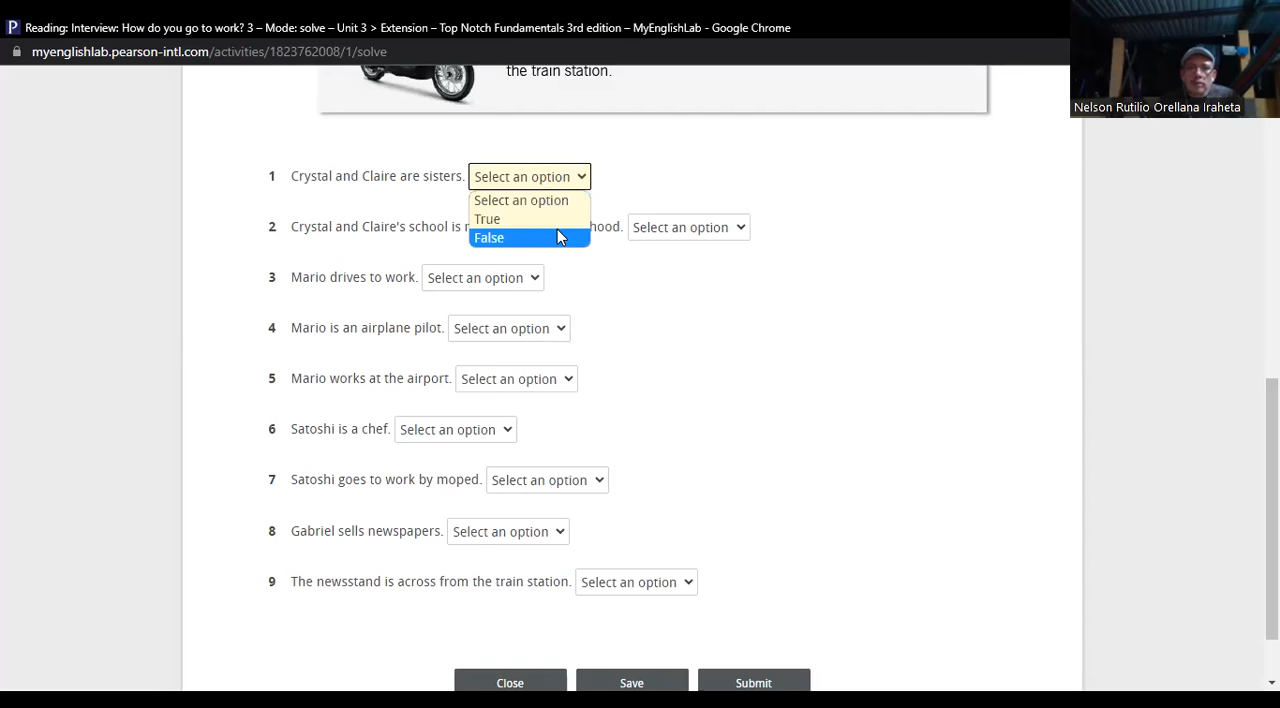 Reading: Interview: How do you go to work? 3 – Mode: solve – Unit 3 > Extension – Top Notch Fundamentals 3rd edition – MyEnglishLab - Google Chrome
myenglishlab.pearson-intl.com/activities/1823762008/1/solve
Nelson Rutilio Orellana Iraheta
the train station.
1 Crystal and Claire are sisters. Select an option
Select an option
True
False
2 Crystal and Claire's school is hood. Select an option
3 Mario drives to work. Select an option
4 Mario is an airplane pilot. Select an option
5 Mario works at the airport. Select an option
6 Satoshi is a chef. Select an option
7 Satoshi goes to work by moped. Select an option
8 Gabriel sells newspapers. Select an option
9 The newsstand is across from the train station. Select an option
Close Save Submit